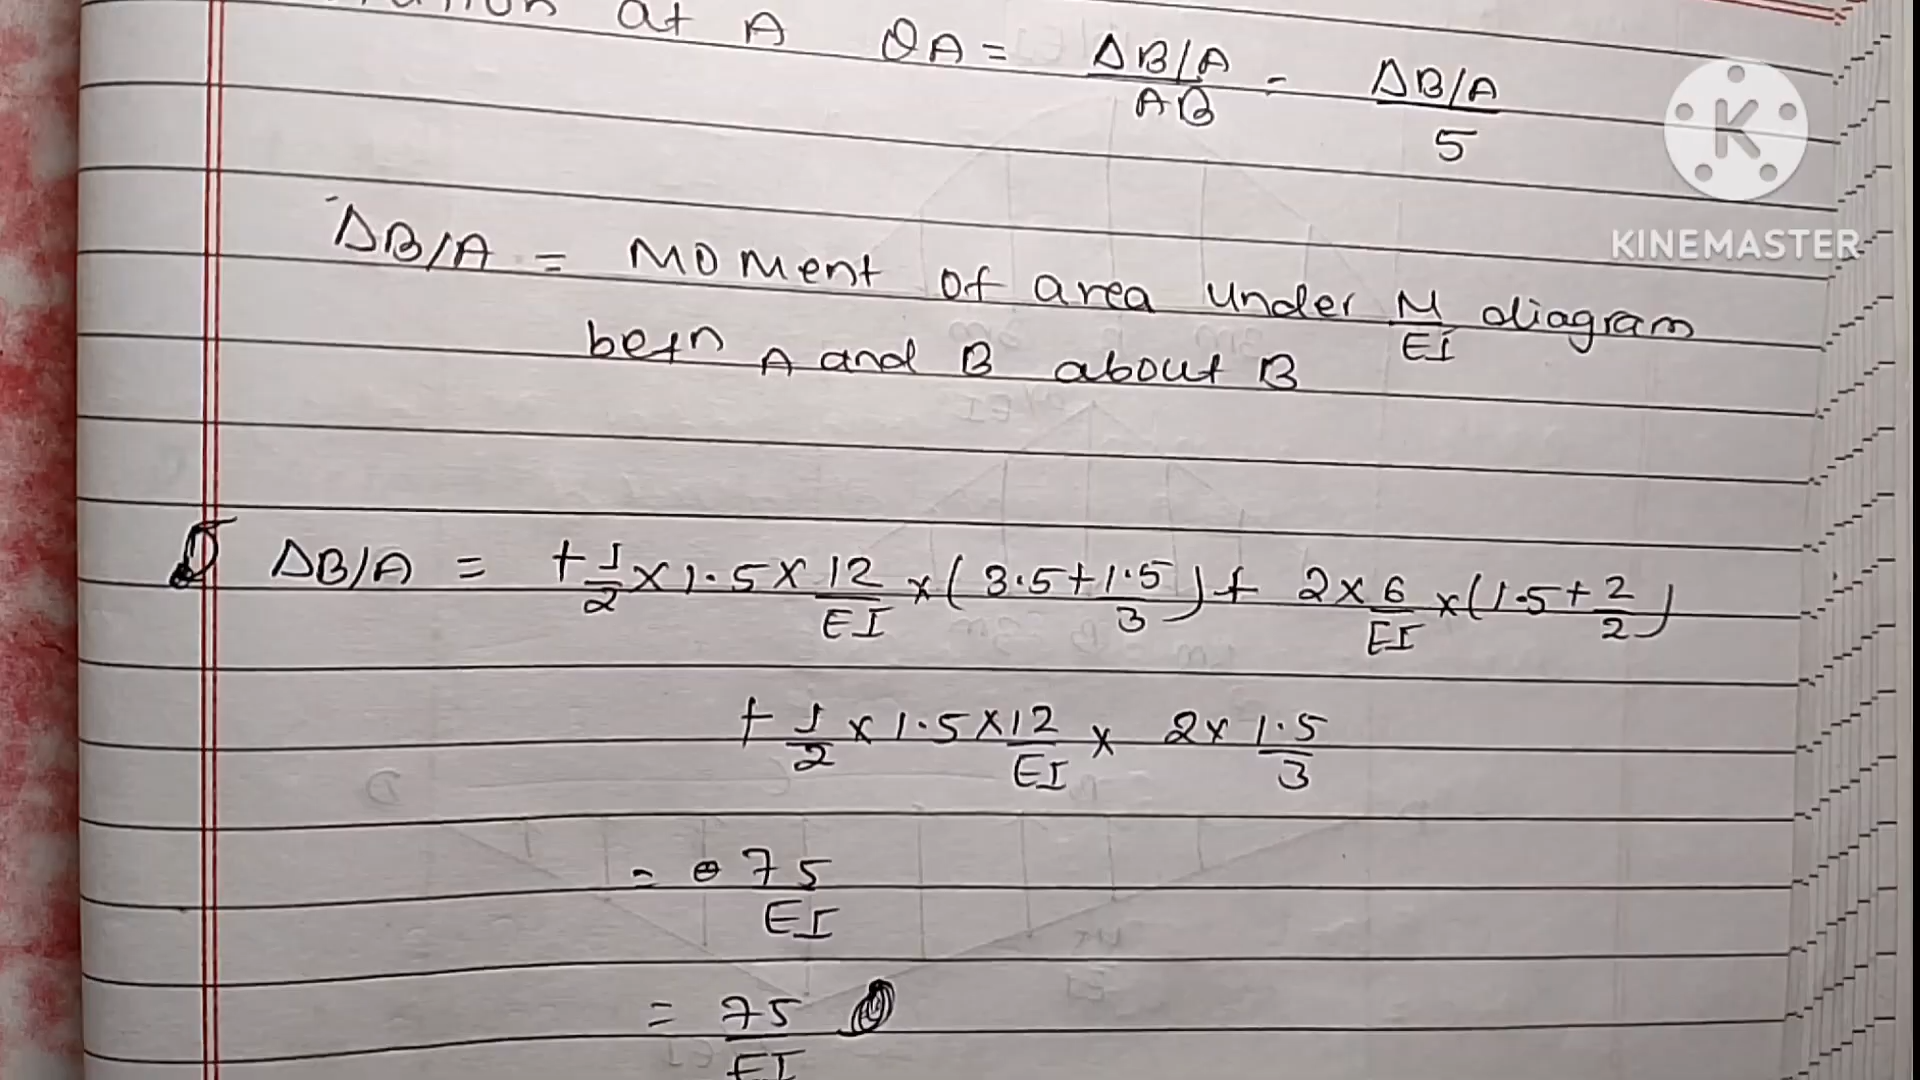 at A θA = ΔB/A / AB = ΔB/A / 5
K
KINEMASTER
ΔB/A = Moment of area under M/EI diagram
betn A and B about B
ΔB/A = + 1/2 × 1.5 × 12/EI × (3.5 + 1.5/3) + 2 × 6/EI × (1.5 + 2/2)
+ 1/2 × 1.5 × 12/EI × 2 × 1.5/3
= 75/EI
= 75/EI